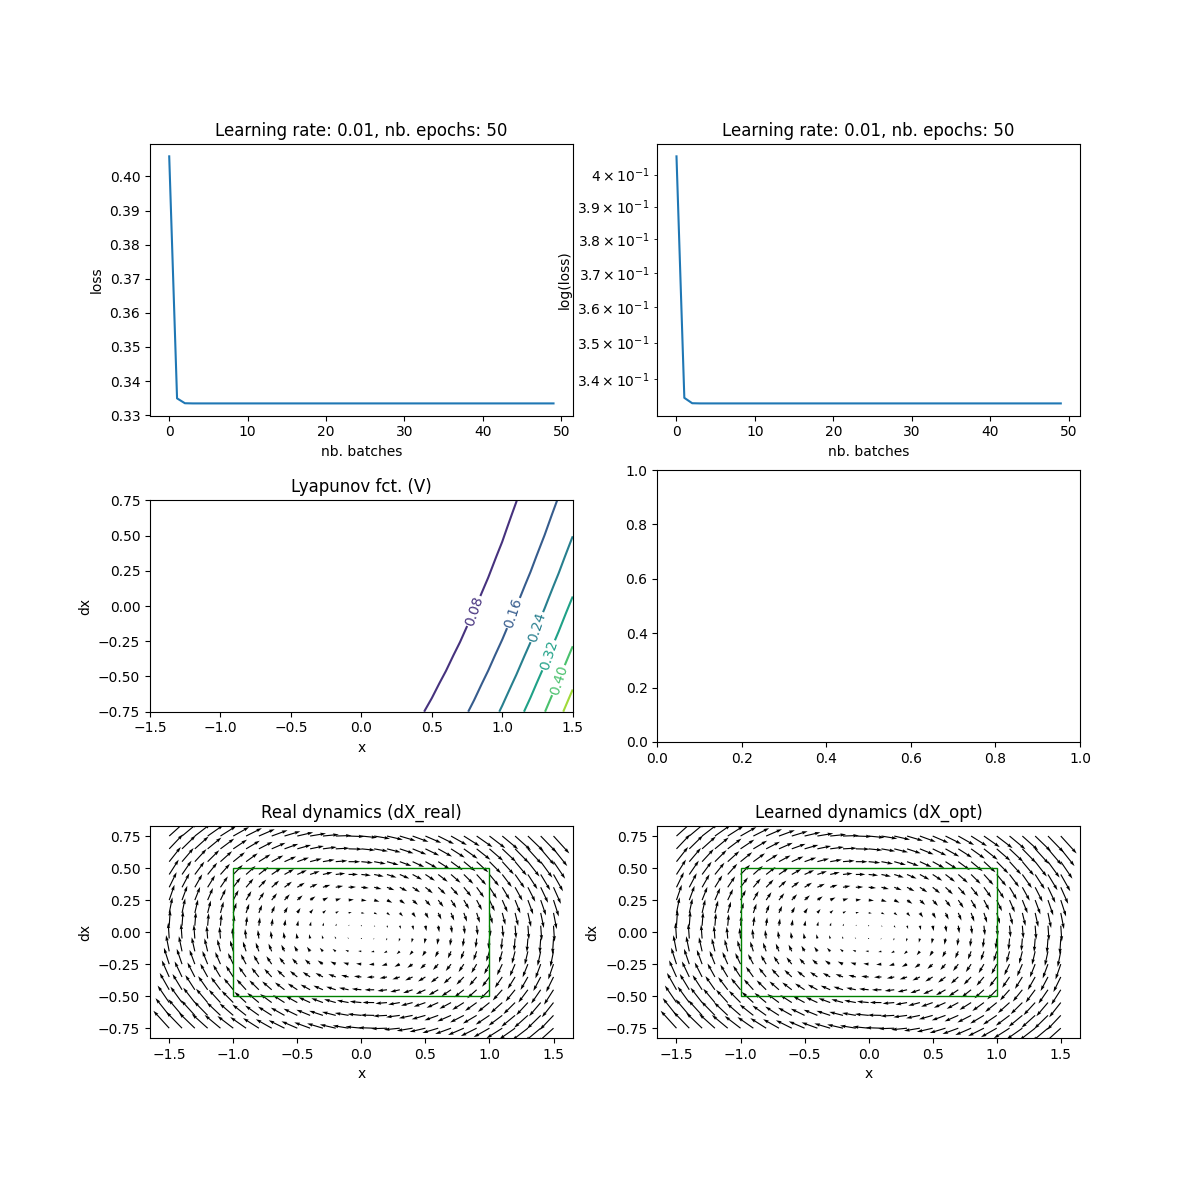 Learning rate: 0.01, nb. epochs: 50
0.40
0.39
0.38
0.37
0.36
0.35
0.34
0.33
loss
0 10 20 30 40 50
nb. batches
Learning rate: 0.01, nb. epochs: 50
4 × 10⁻¹
3.9 × 10⁻¹
3.8 × 10⁻¹
3.7 × 10⁻¹
3.6 × 10⁻¹
3.5 × 10⁻¹
3.4 × 10⁻¹
log(loss)
0 10 20 30 40 50
nb. batches
Lyapunov fct. (V)
0.75
0.50
0.25
0.00
−0.25
−0.50
−0.75
dx
0.08
0.16
0.24
0.32
0.40
−1.5 −1.0 −0.5 0.0 0.5 1.0 1.5
x
1.0
0.8
0.6
0.4
0.2
0.0
0.0 0.2 0.4 0.6 0.8 1.0
Real dynamics (dX_real)
0.75
0.50
0.25
0.00
−0.25
−0.50
−0.75
dx
−1.5 −1.0 −0.5 0.0 0.5 1.0 1.5
x
Learned dynamics (dX_opt)
0.75
0.50
0.25
0.00
−0.25
−0.50
−0.75
dx
−1.5 −1.0 −0.5 0.0 0.5 1.0 1.5
x